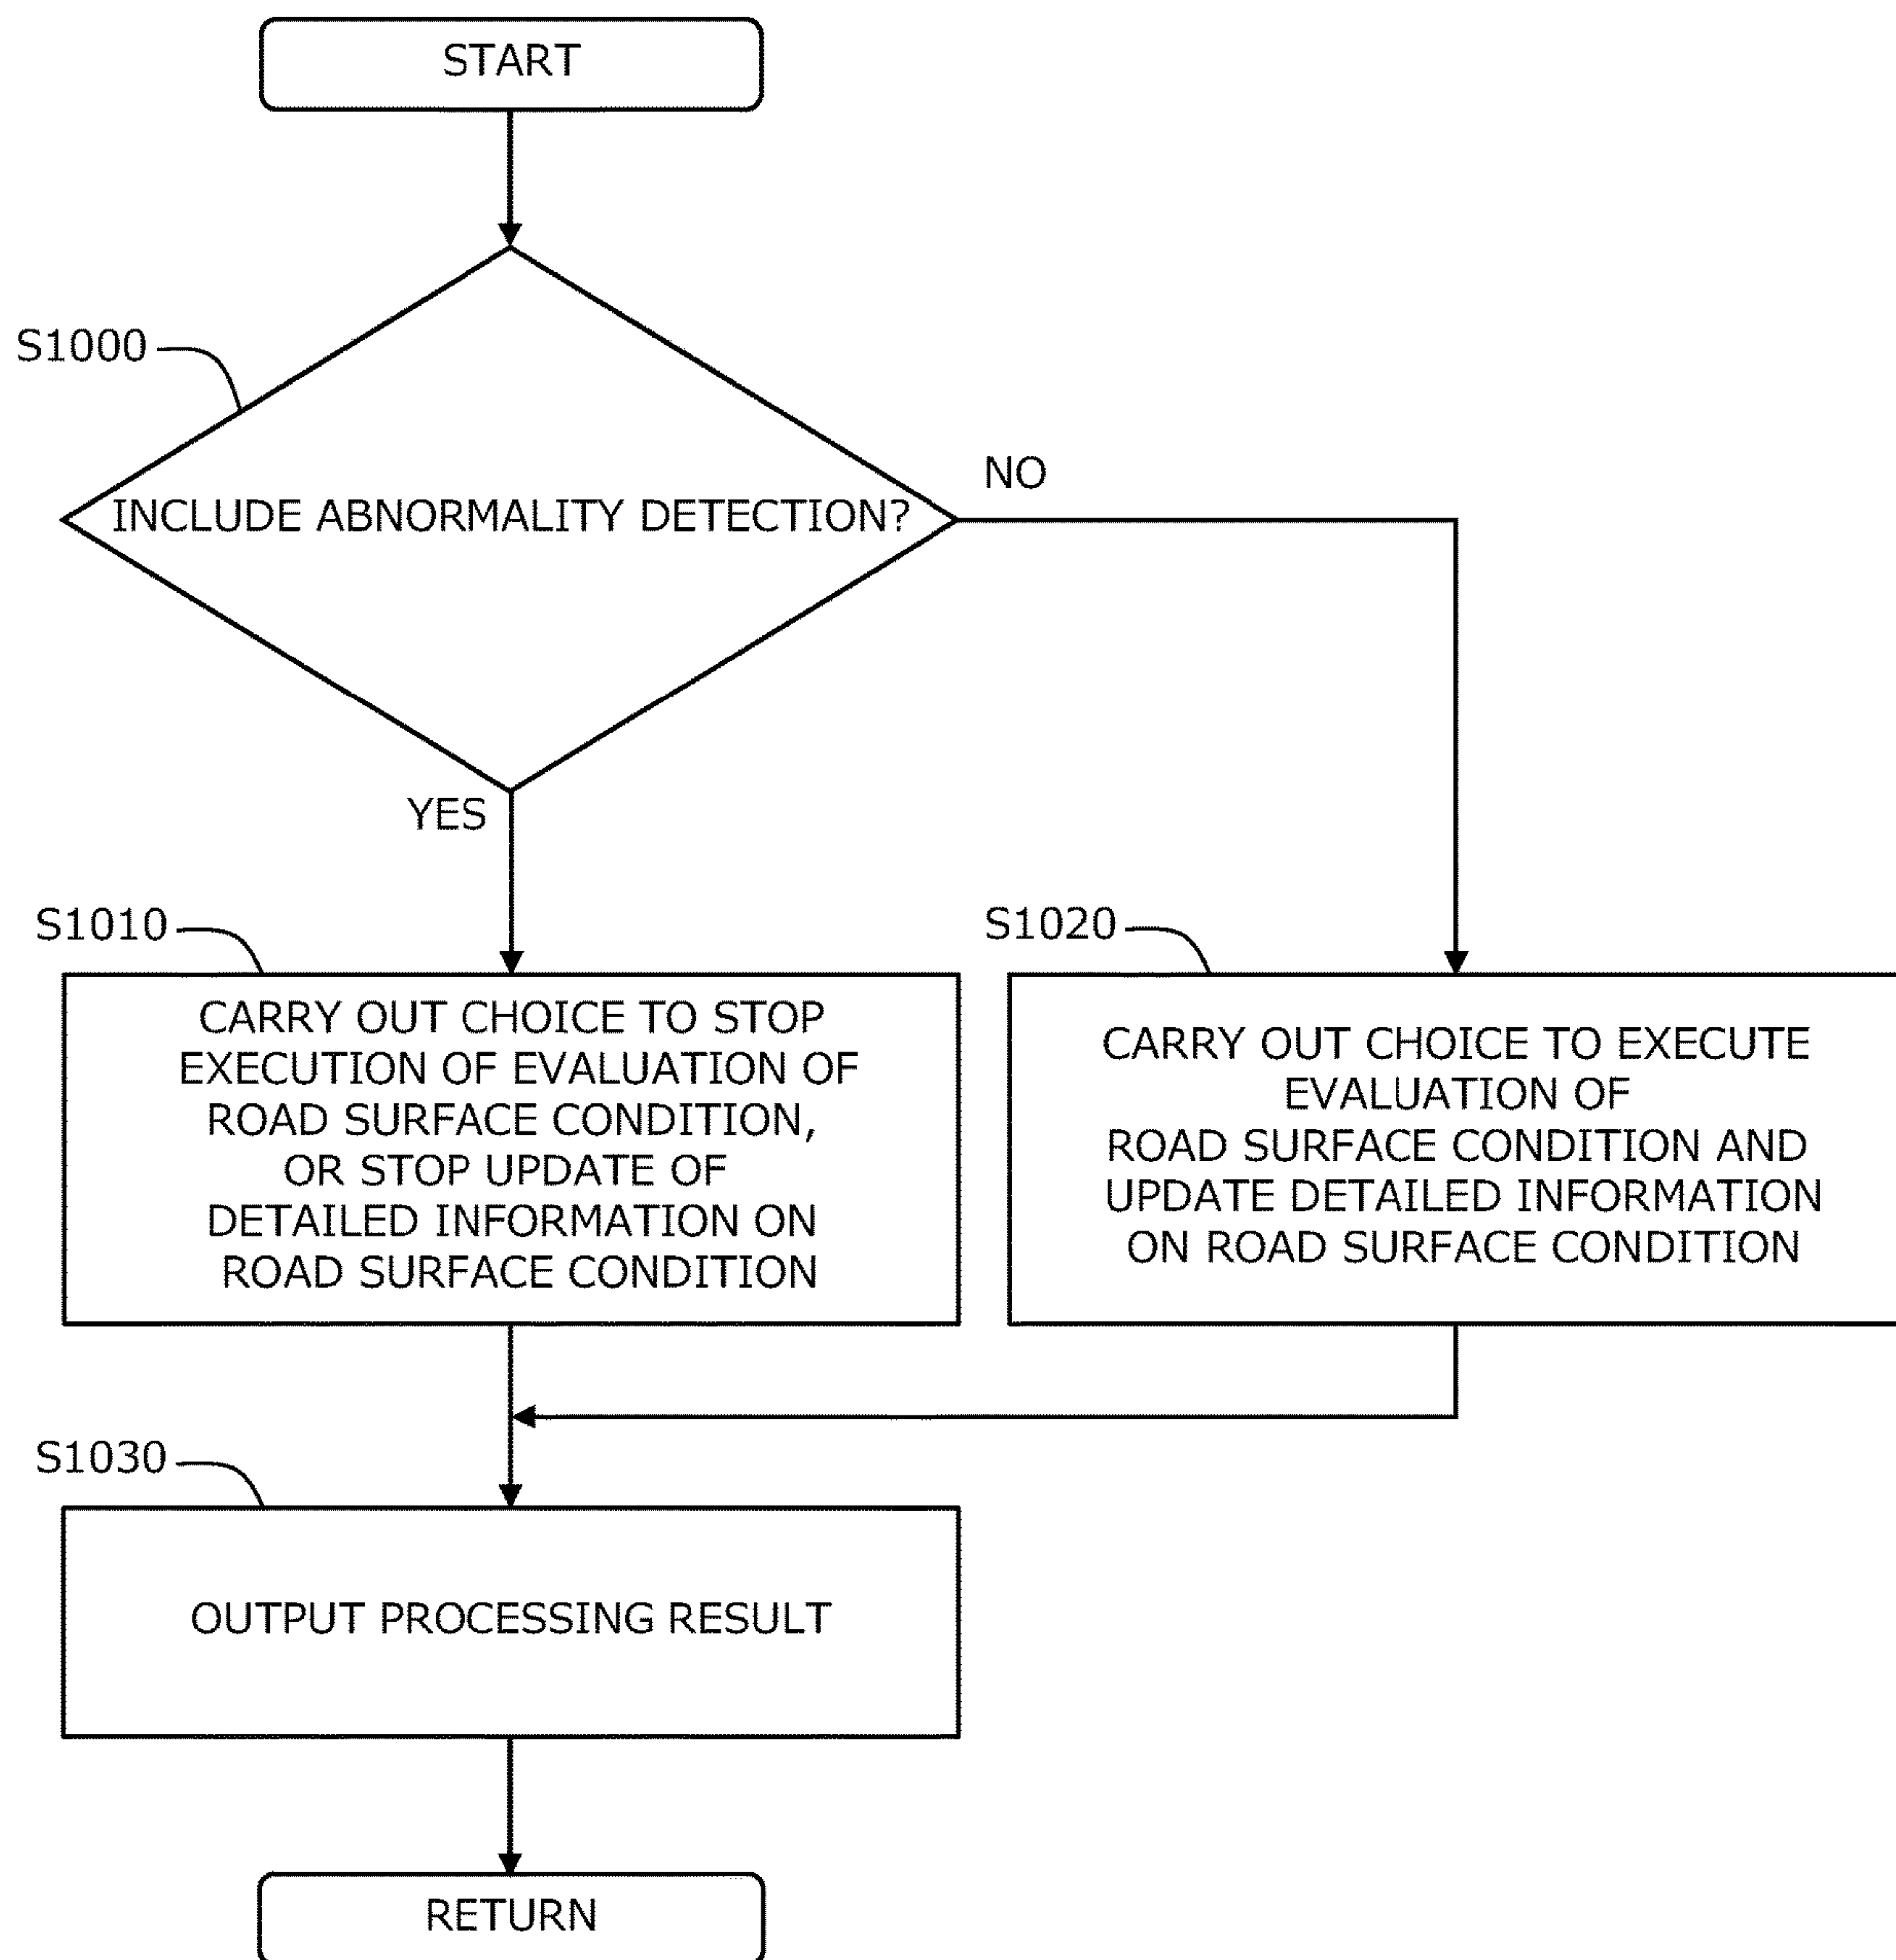 START
S1000
INCLUDE ABNORMALITY DETECTION?
NO
YES
S1010
CARRY OUT CHOICE TO STOP
EXECUTION OF EVALUATION OF
ROAD SURFACE CONDITION,
OR STOP UPDATE OF
DETAILED INFORMATION ON
ROAD SURFACE CONDITION
S1020
CARRY OUT CHOICE TO EXECUTE
EVALUATION OF
ROAD SURFACE CONDITION AND
UPDATE DETAILED INFORMATION
ON ROAD SURFACE CONDITION
S1030
OUTPUT PROCESSING RESULT
RETURN